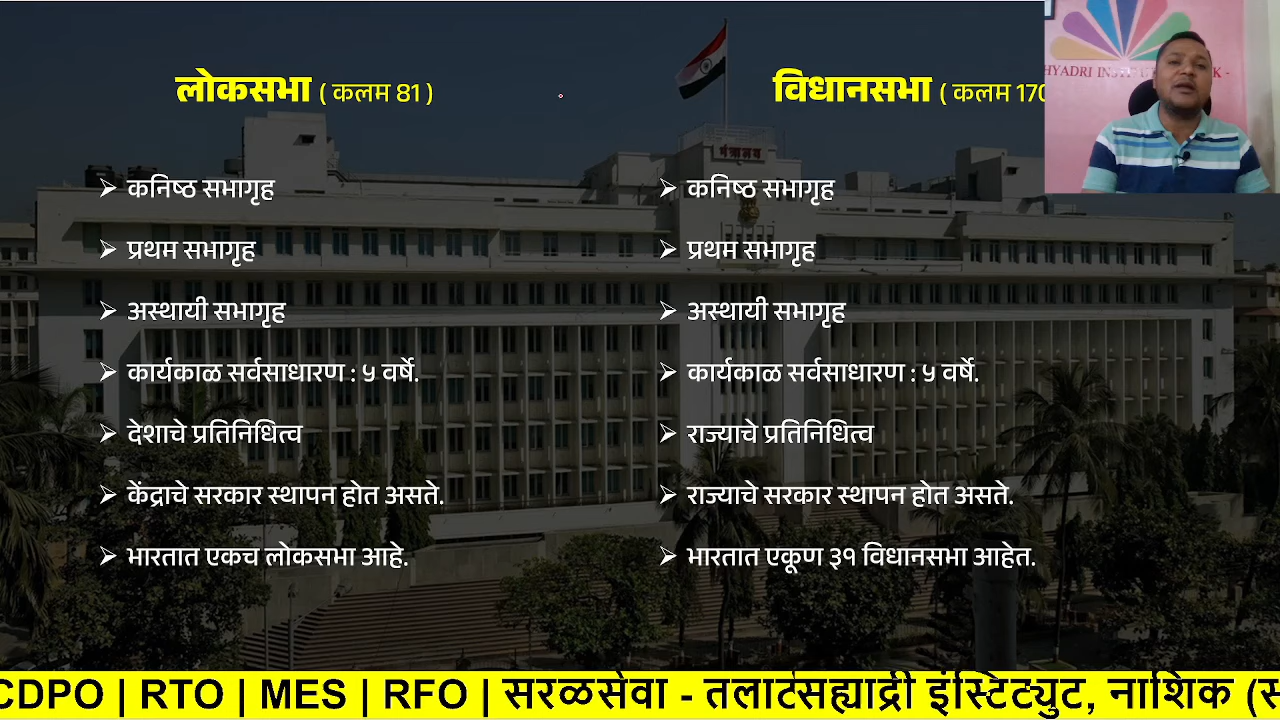 लोकसभा ( कलम 81 )
➢ कनिष्ठ सभागृह
➢ प्रथम सभागृह
➢ अस्थायी सभागृह
➢ कार्यकाळ सर्वसाधारण : ५ वर्षे.
➢ देशाचे प्रतिनिधित्व
➢ केंद्राचे सरकार स्थापन होत असते.
➢ भारतात एकच लोकसभा आहे.
विधानसभा ( कलम 170
➢ कनिष्ठ सभागृह
➢ प्रथम सभागृह
➢ अस्थायी सभागृह
➢ कार्यकाळ सर्वसाधारण : ५ वर्षे.
➢ राज्याचे प्रतिनिधित्व
➢ राज्याचे सरकार स्थापन होत असते.
➢ भारतात एकूण ३१ विधानसभा आहेत.
मंत्रालय
CDPO | RTO | MES | RFO | सरळसेवा - तलाटसह्याद्री इंस्टिट्युट, नाशिक (स